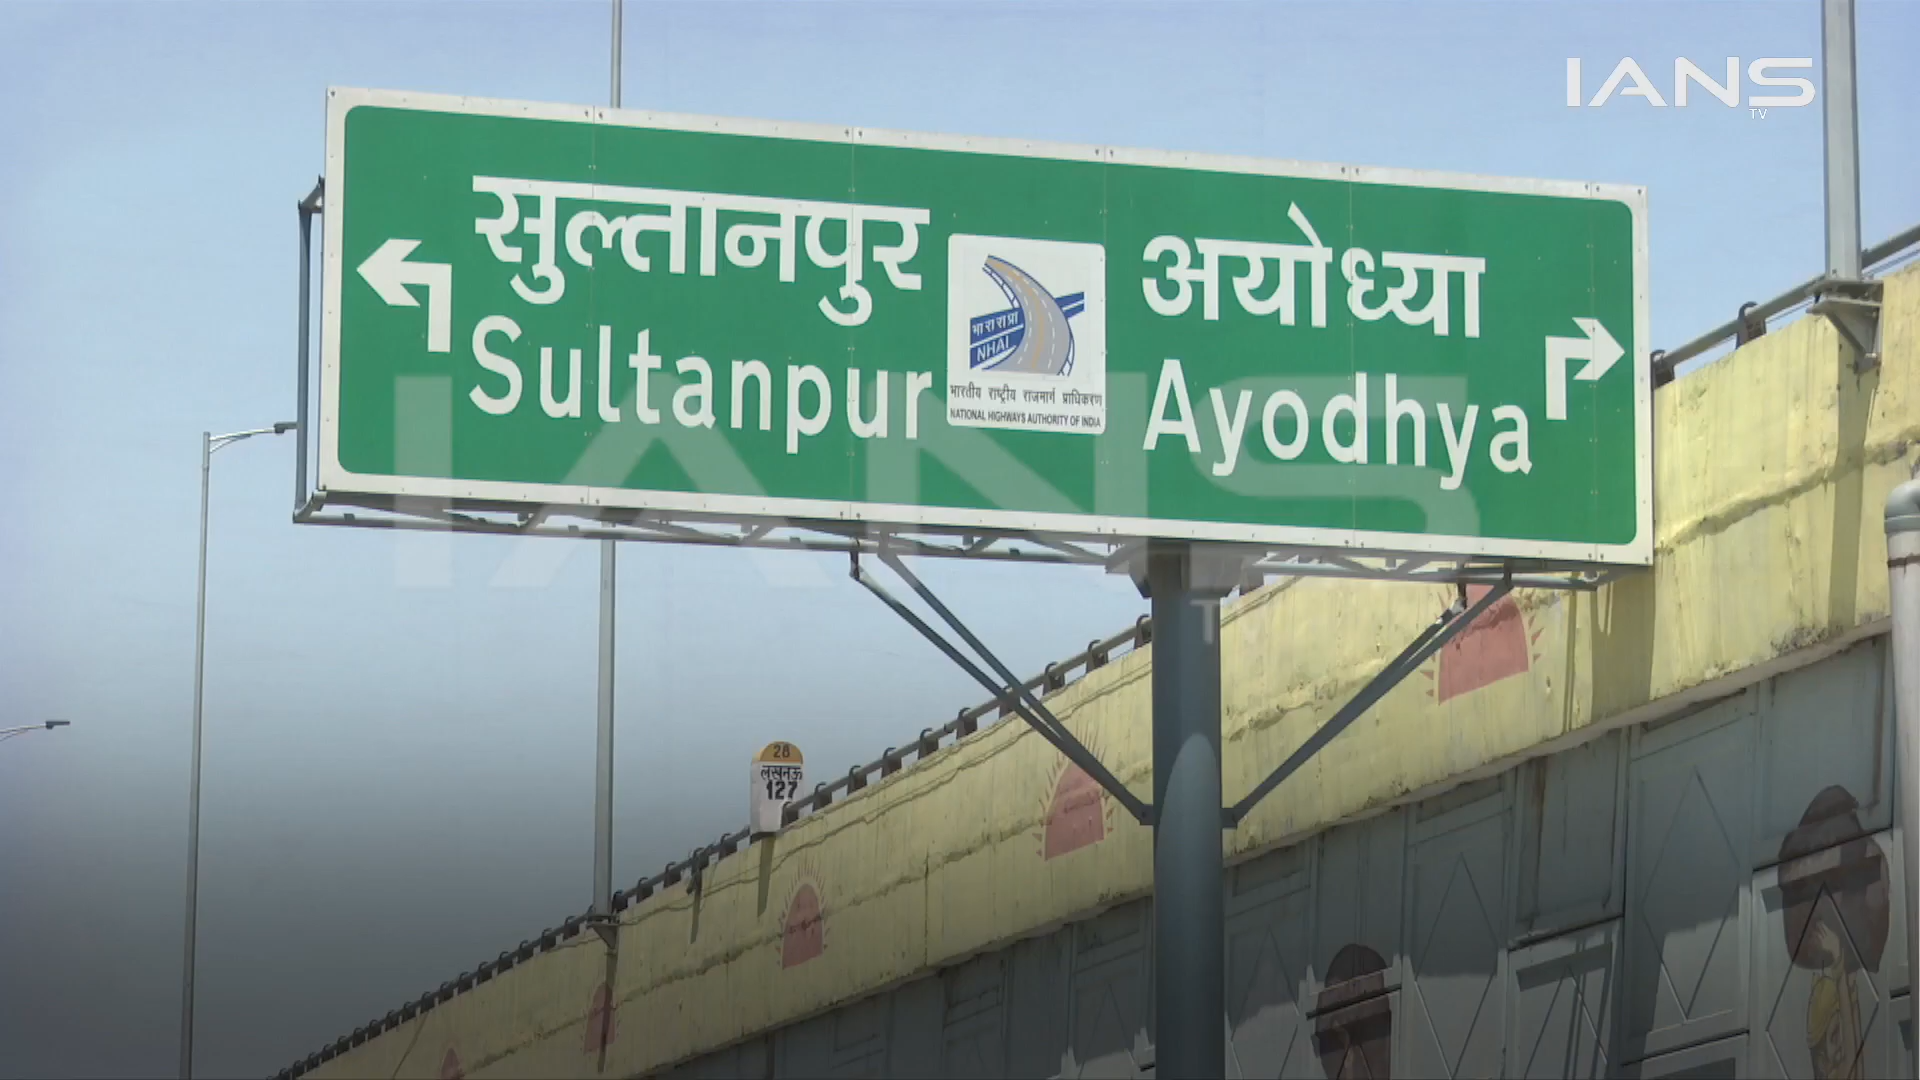 IANS
TV
सुल्तानपुर
Sultanpur
भा रा रा प्रा
NHAI
भारतीय राष्ट्रीय राजमार्ग प्राधिकरण
NATIONAL HIGHWAYS AUTHORITY OF INDIA
अयोध्या
Ayodhya
IANS
28
लखनऊ
127